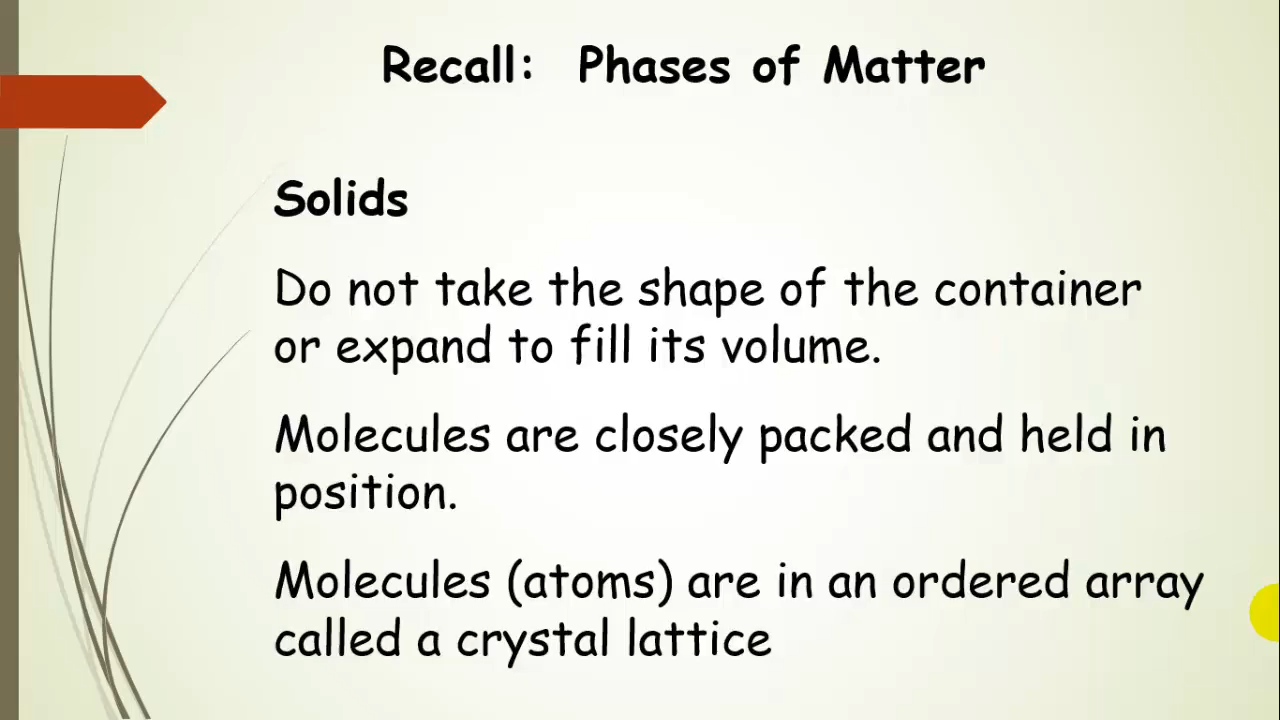 Recall:  Phases of Matter
Solids
Do not take the shape of the container
or expand to fill its volume.
Molecules are closely packed and held in
position.
Molecules (atoms) are in an ordered array
called a crystal lattice